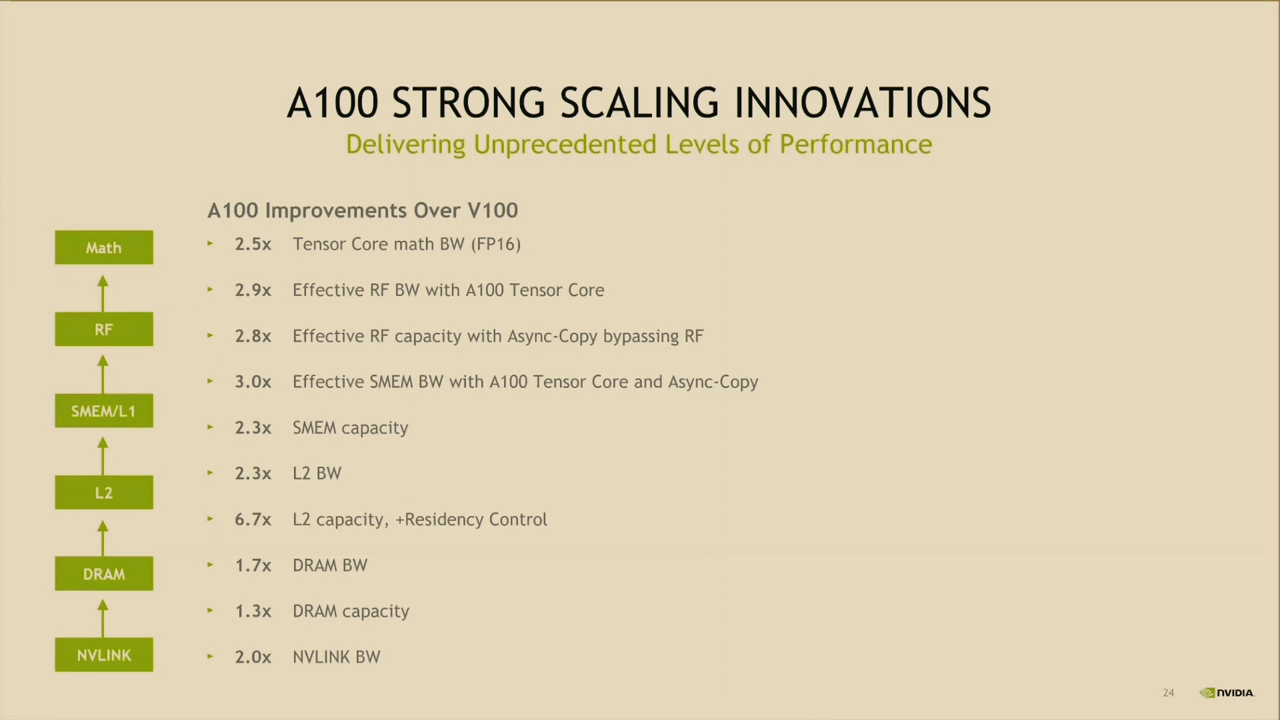 A100 STRONG SCALING INNOVATIONS
Delivering Unprecedented Levels of Performance
A100 Improvements Over V100
Math
2.5x Tensor Core math BW (FP16)
2.9x Effective RF BW with A100 Tensor Core
RF
2.8x Effective RF capacity with Async-Copy bypassing RF
3.0x Effective SMEM BW with A100 Tensor Core and Async-Copy
SMEM/L1
2.3x SMEM capacity
2.3x L2 BW
L2
6.7x L2 capacity, +Residency Control
1.7x DRAM BW
DRAM
1.3x DRAM capacity
NVLINK
2.0x NVLINK BW
24
NVIDIA.